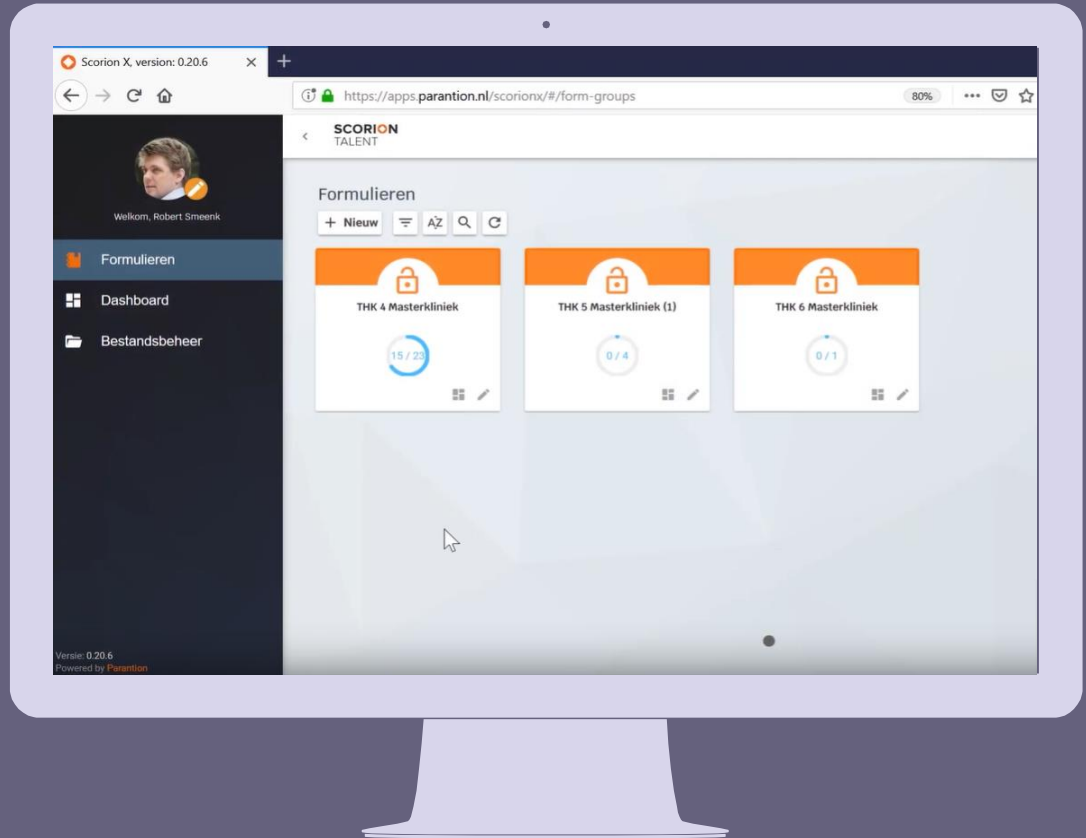 Scorion X, version: 0.20.6
https://apps.parantion.nl/scorionx/#/form-groups
80%
SCORION
TALENT
Welkom, Robert Smeenk
Formulieren
Dashboard
Bestandsbeheer
Formulieren
+ Nieuw
AZ
THK 4 Masterkliniek
15 / 23
THK 5 Masterkliniek (1)
0 / 4
THK 6 Masterkliniek
0 / 1
Versie: 0.20.6
Powered by Parantion